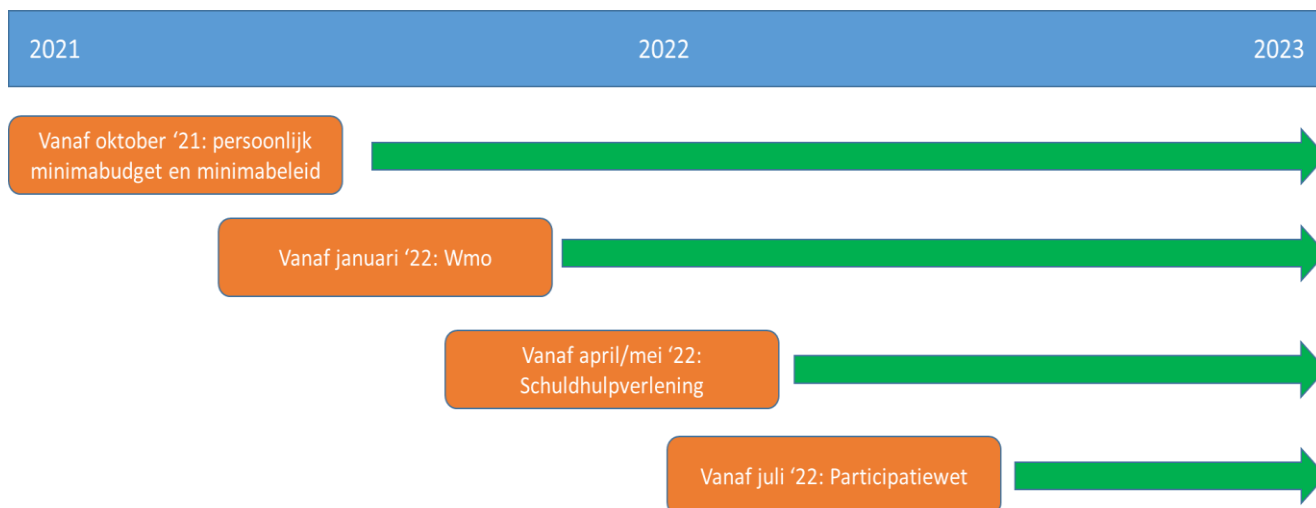 2021 2022 2023
Vanaf oktober ‘21: persoonlijk
minimabudget en minimabeleid
Vanaf januari ‘22: Wmo
Vanaf april/mei ‘22:
Schuldhulpverlening
Vanaf juli ‘22: Participatiewet